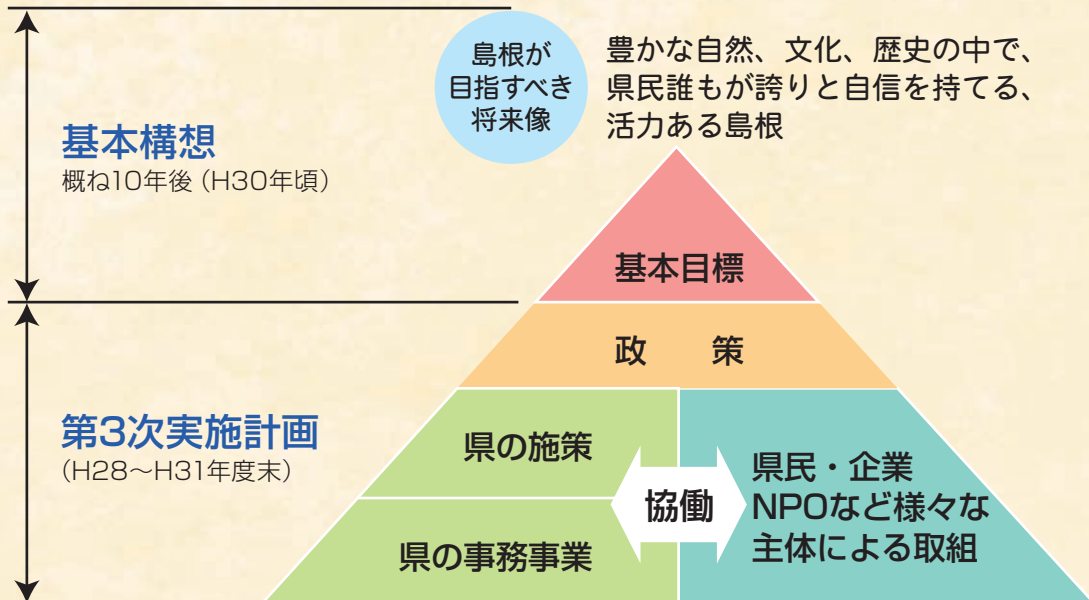 島根が
目指すべき
将来像
豊かな自然、文化、歴史の中で、
県民誰もが誇りと自信を持てる、
活力ある島根
基本構想
概ね10年後（H30年頃）
基本目標
政　策
第3次実施計画
（H28〜H31年度末）
県の施策
県の事務事業
協働
県民・企業
NPOなど様々な
主体による取組